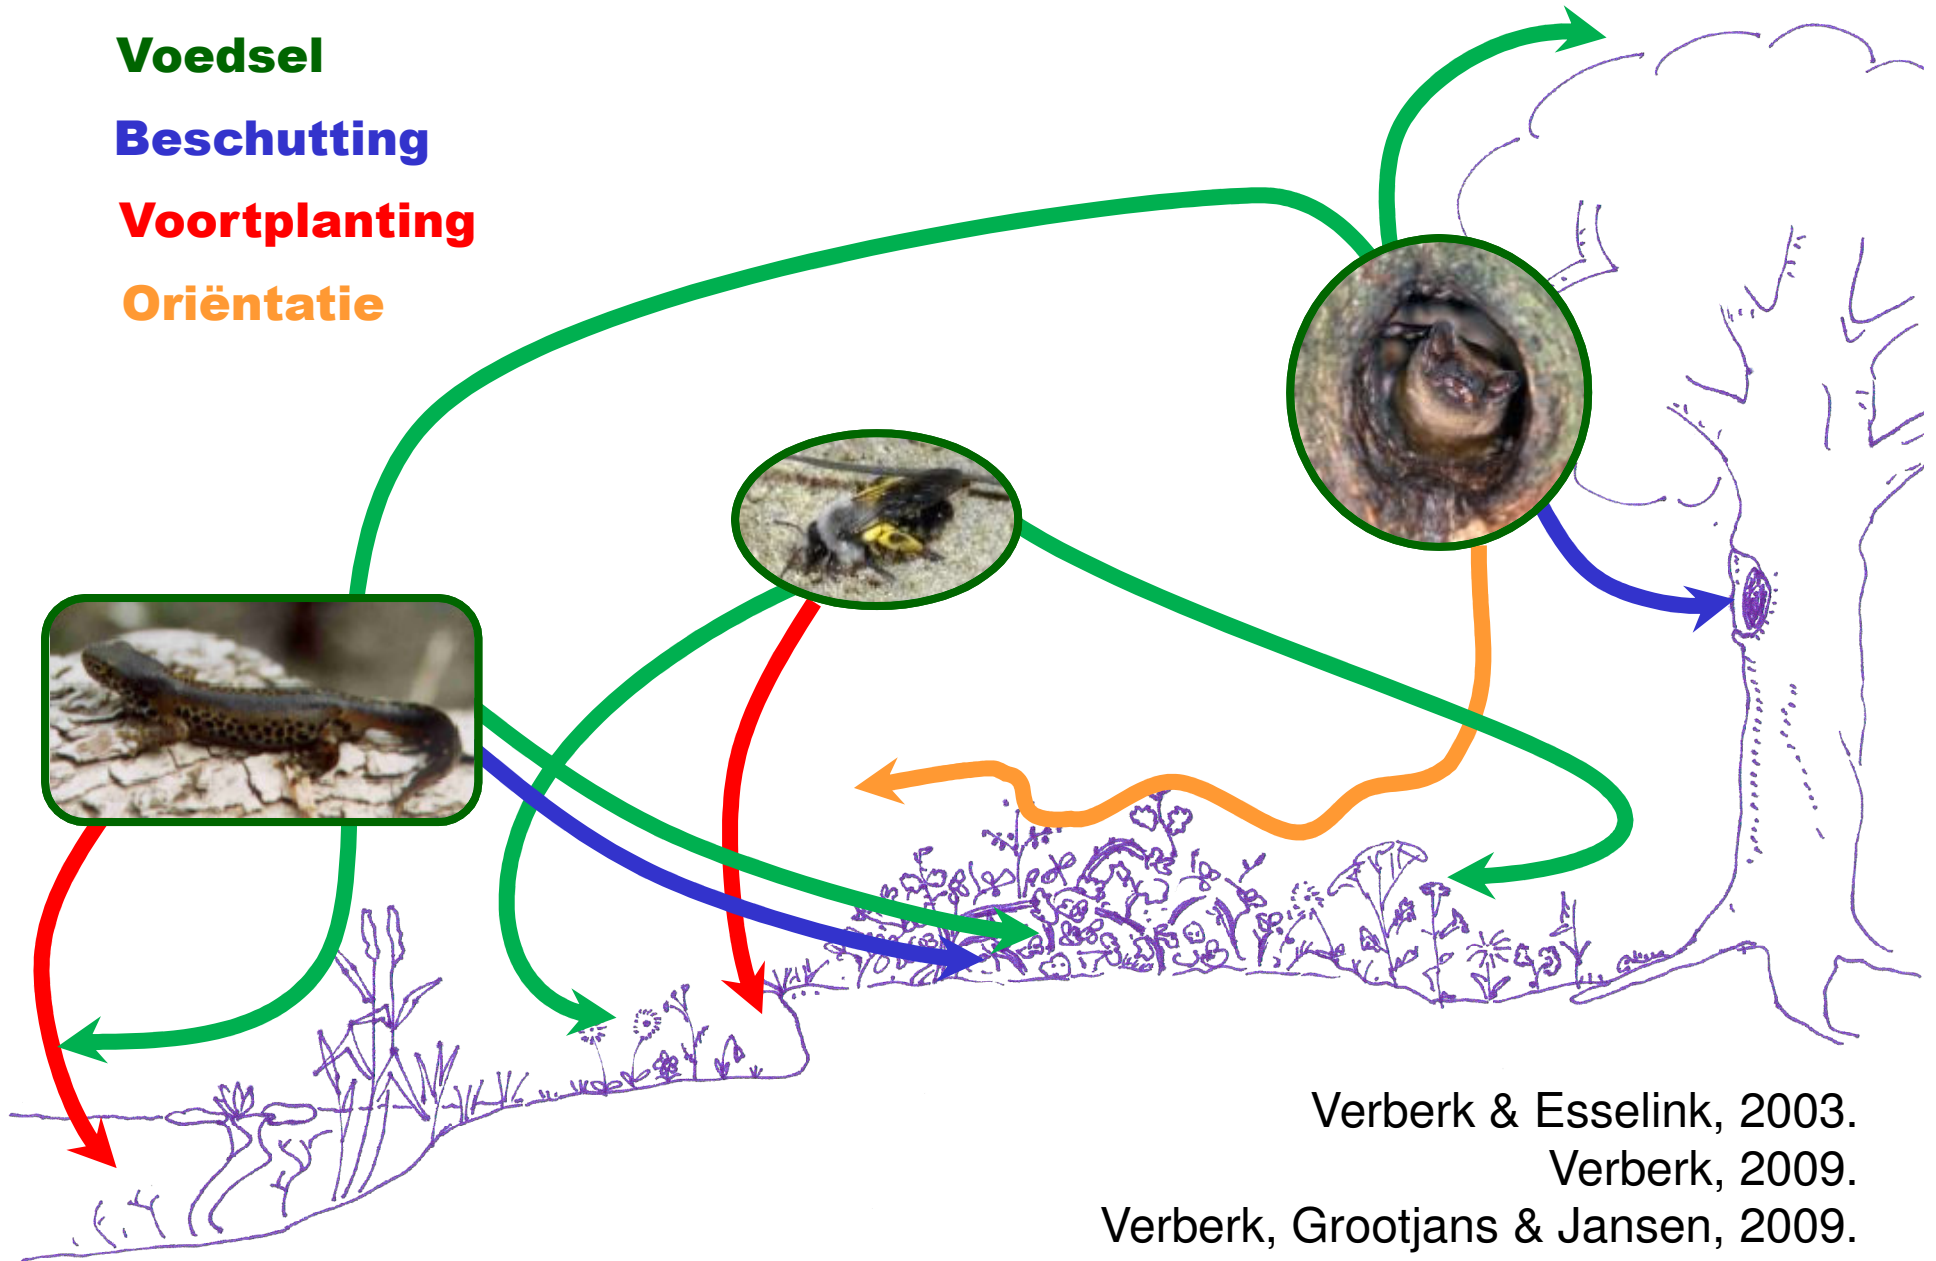 Voedsel
Beschutting
Voortplanting
Oriëntatie
Verberk & Esselink, 2003.
Verberk, 2009.
Verberk, Grootjans & Jansen, 2009.